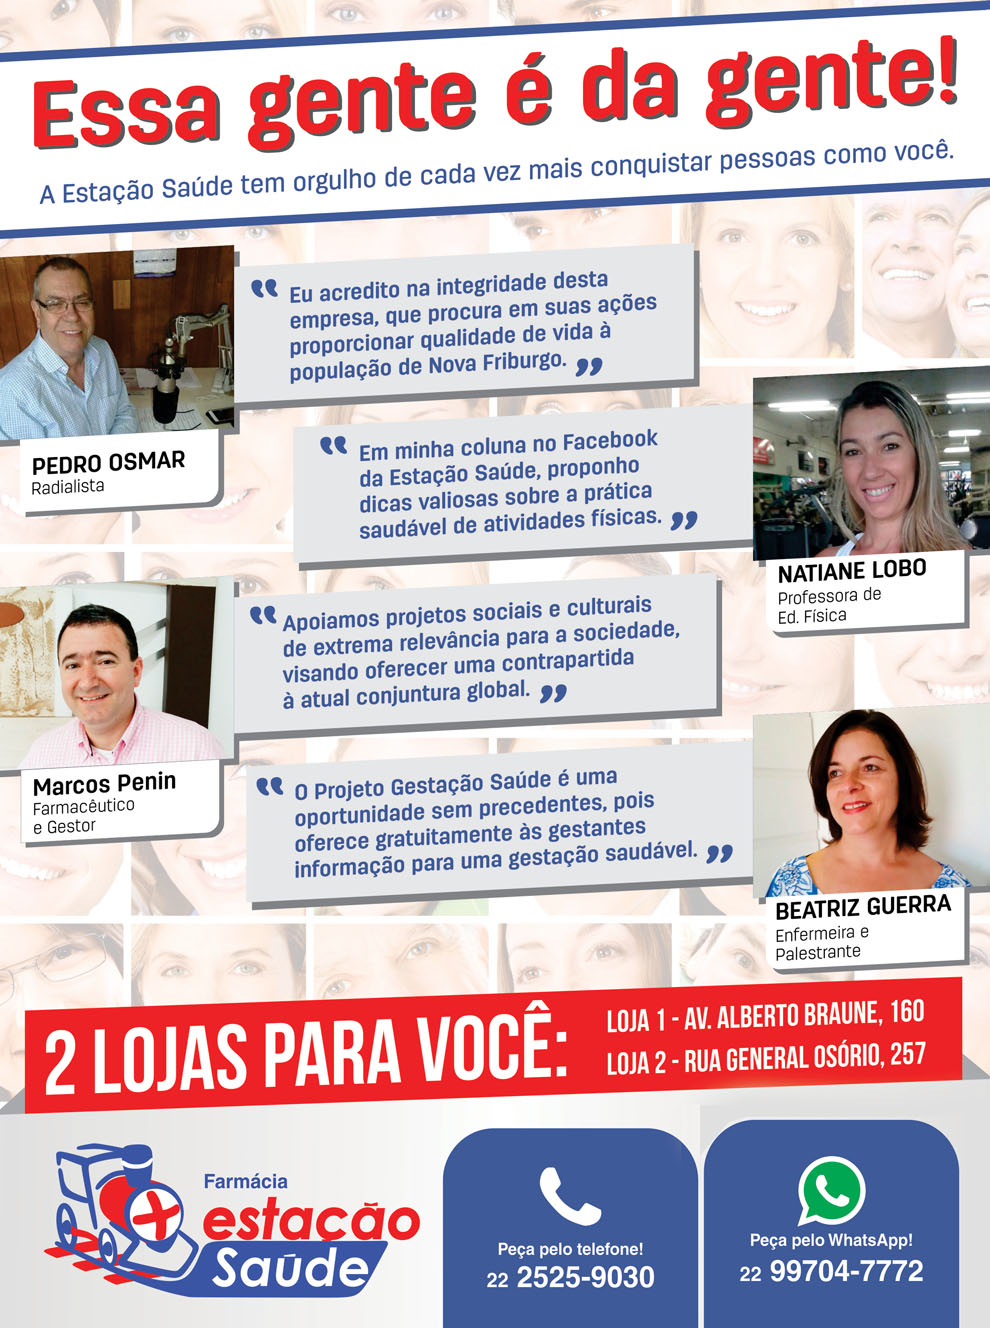 Essa gente é da gente!
A Estação Saúde tem orgulho de cada vez mais conquistar pessoas como você.
“ Eu acredito na integridade desta
empresa, que procura em suas ações
proporcionar qualidade de vida à
população de Nova Friburgo. ”
PEDRO OSMAR
Radialista
“ Em minha coluna no Facebook
da Estação Saúde, proponho
dicas valiosas sobre a prática
saudável de atividades físicas. ”
NATIANE LOBO
Professora de
Ed. Física
“ Apoiamos projetos sociais e culturais
de extrema relevância para a sociedade,
visando oferecer uma contrapartida
à atual conjuntura global. ”
Marcos Penin
Farmacêutico
e Gestor
“ O Projeto Gestação Saúde é uma
oportunidade sem precedentes, pois
oferece gratuitamente às gestantes
informação para uma gestação saudável. ”
BEATRIZ GUERRA
Enfermeira e
Palestrante
2 LOJAS PARA VOCÊ:
LOJA 1 - AV. ALBERTO BRAUNE, 160
LOJA 2 - RUA GENERAL OSÓRIO, 257
Farmácia
estação
Saúde
Peça pelo telefone!
22 2525-9030
Peça pelo WhatsApp!
22 99704-7772